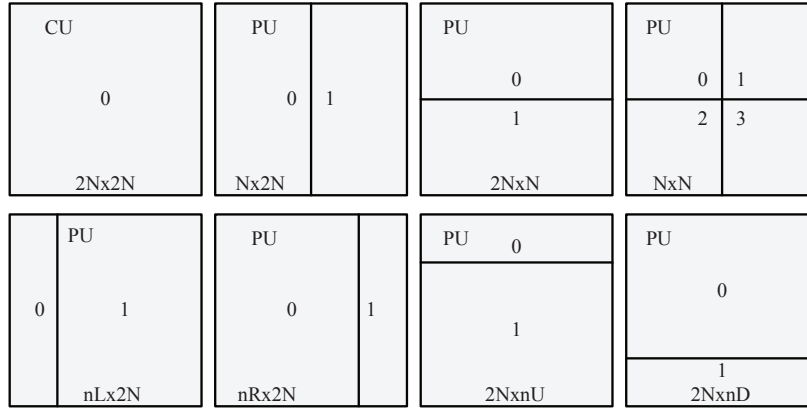 CU
0
2Nx2N
PU
0 1
Nx2N
PU
0
1
2NxN
PU
0 1
2 3
NxN
PU
0 1
nLx2N
PU
0 1
nRx2N
PU 0
1
2NxnU
PU
0
1
2NxnD